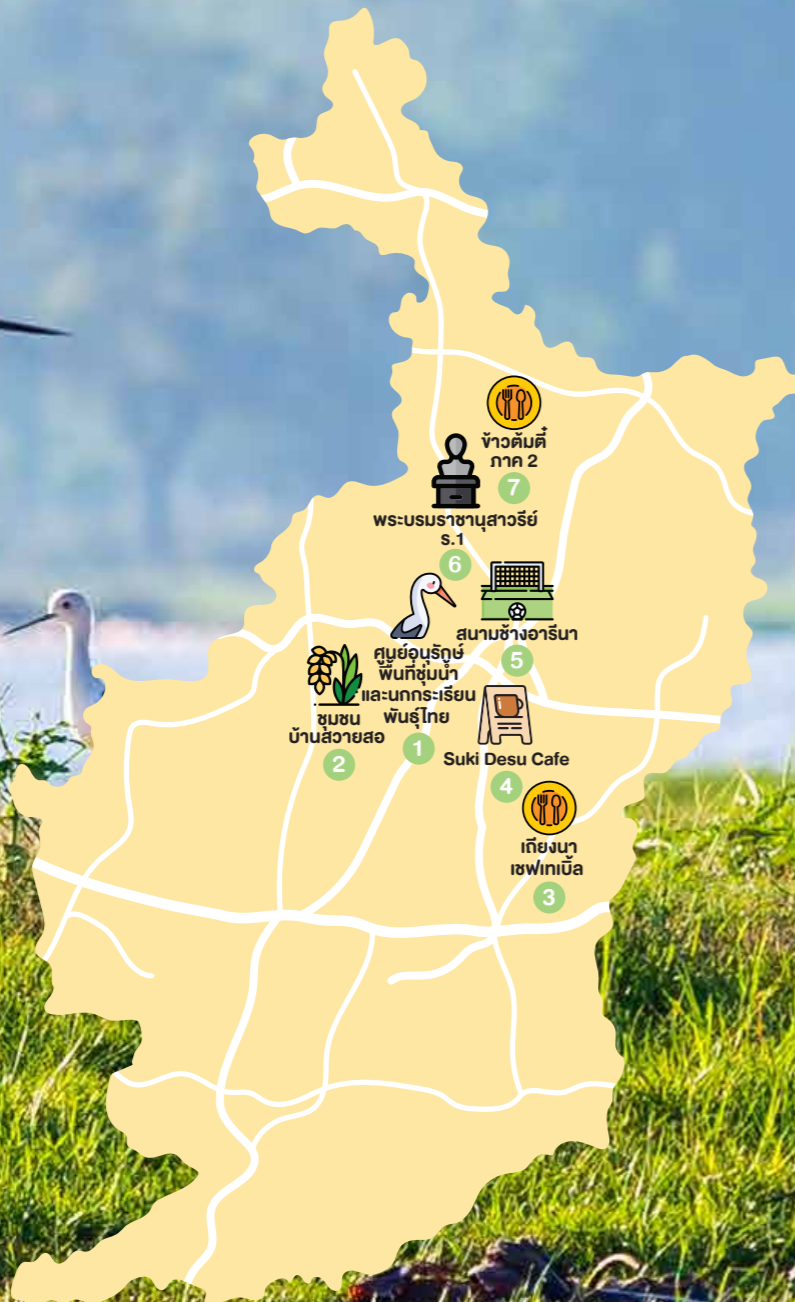 ข้าวต้มตี๋
ภาค 2
7
พระบรมราชานุสาวรีย์
ร.1
6
สนามช้างอารีนา
5
ศูนย์อนุรักษ์
พื้นที่ชุ่มน้ำ
และนกกระเรียน
พันธุ์ไทย
1
ชุมชน
บ้านสวายสอ
2
Suki Desu Cafe
4
เถียงนา
เชฟเทเบิ้ล
3